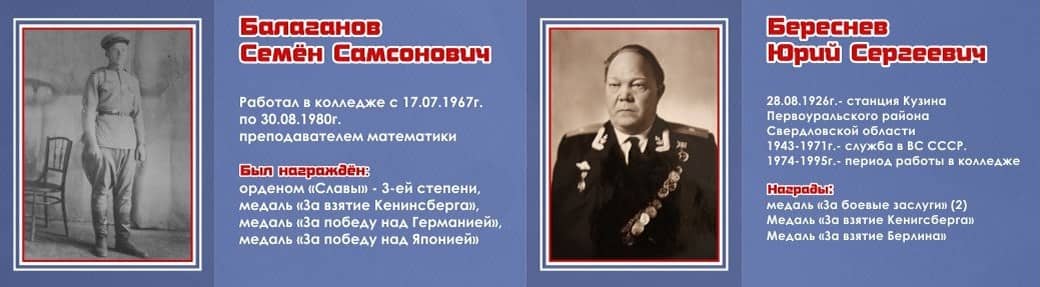 Балаганов
Семён Самсонович
Работал в колледже с 17.07.1967г.
по 30.08.1980г.
преподавателем математики
Был награждён:
орденом «Славы» - 3-ей степени,
медаль «За взятие Кенинсберга»,
медаль «За победу над Германией»,
медаль «За победу над Японией»
Береснев
Юрий Сергеевич
28.08.1926г.- станция Кузина
Первоуральского района
Свердловской области
1943-1971г.- служба в ВС СССР.
1974-1995г.- период работы в колледже
Награды:
медаль «За боевые заслуги» (2)
Медаль «За взятие Кенигсберга»
Медаль «За взятие Берлина»